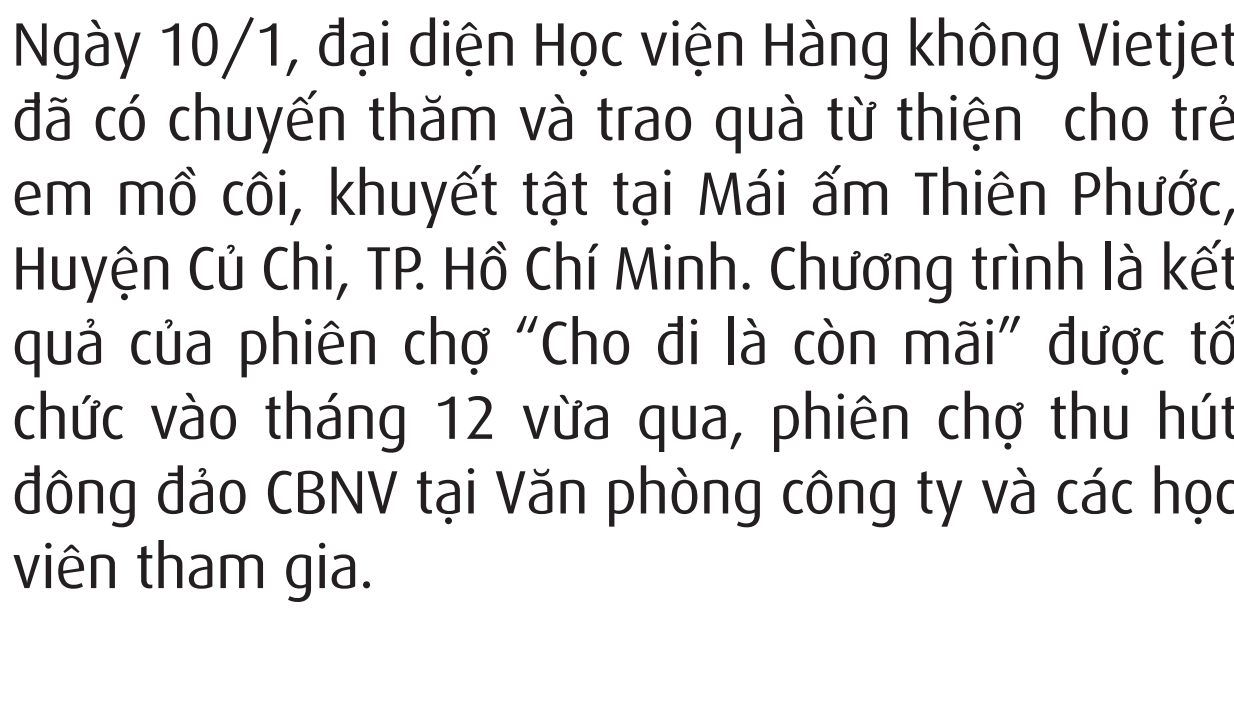 Ngày 10/1, đại diện Học viện Hàng không Vietjet
đã có chuyến thăm và trao quà từ thiện  cho trẻ
em mồ côi, khuyết tật tại Mái ấm Thiên Phước,
Huyện Củ Chi, TP. Hồ Chí Minh. Chương trình là kết
quả của phiên chợ “Cho đi là còn mãi” được tổ
chức vào tháng 12 vừa qua, phiên chợ thu hút
đông đảo CBNV tại Văn phòng công ty và các học
viên tham gia.